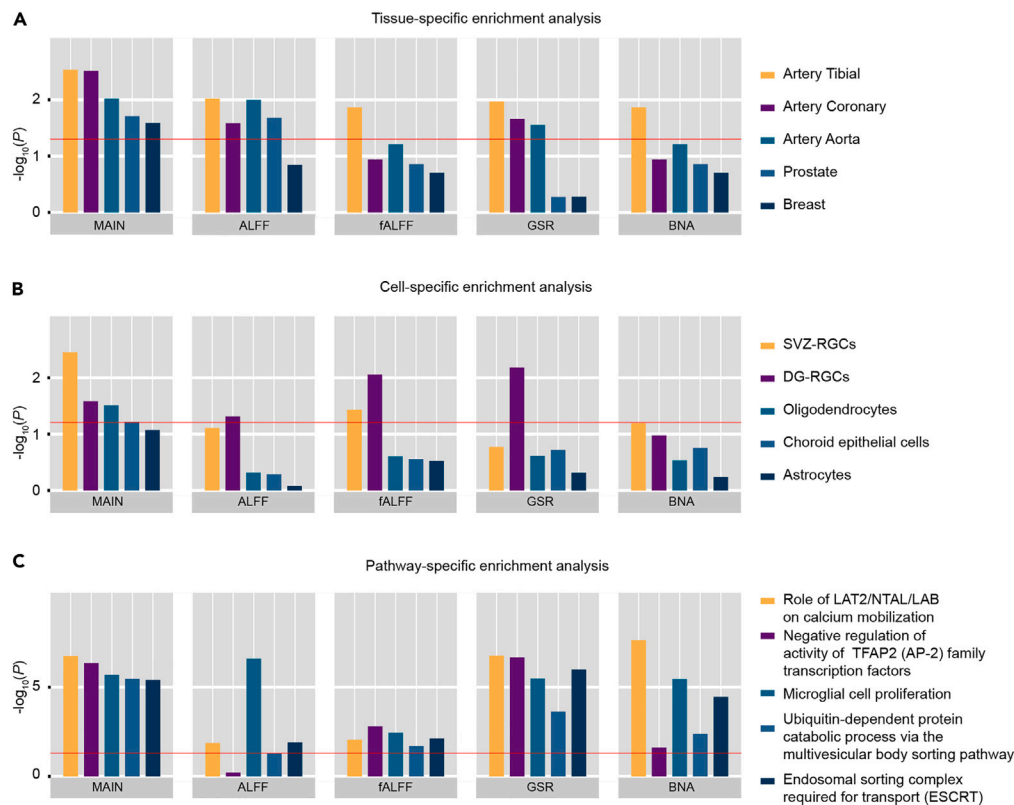 A
Tissue-specific enrichment analysis
-log10(P)
2
1
0
MAIN
ALFF
fALFF
GSR
BNA
Artery Tibial
Artery Coronary
Artery Aorta
Prostate
Breast
B
Cell-specific enrichment analysis
-log10(P)
2
1
0
MAIN
ALFF
fALFF
GSR
BNA
SVZ-RGCs
DG-RGCs
Oligodendrocytes
Choroid epithelial cells
Astrocytes
C
Pathway-specific enrichment analysis
-log10(P)
5
0
MAIN
ALFF
fALFF
GSR
BNA
Role of LAT2/NTAL/LAB
on calcium mobilization
Negative regulation of
activity of TFAP2 (AP-2) family
transcription factors
Microglial cell proliferation
Ubiquitin-dependent protein
catabolic process via the
multivesicular body sorting pathway
Endosomal sorting complex
required for transport (ESCRT)